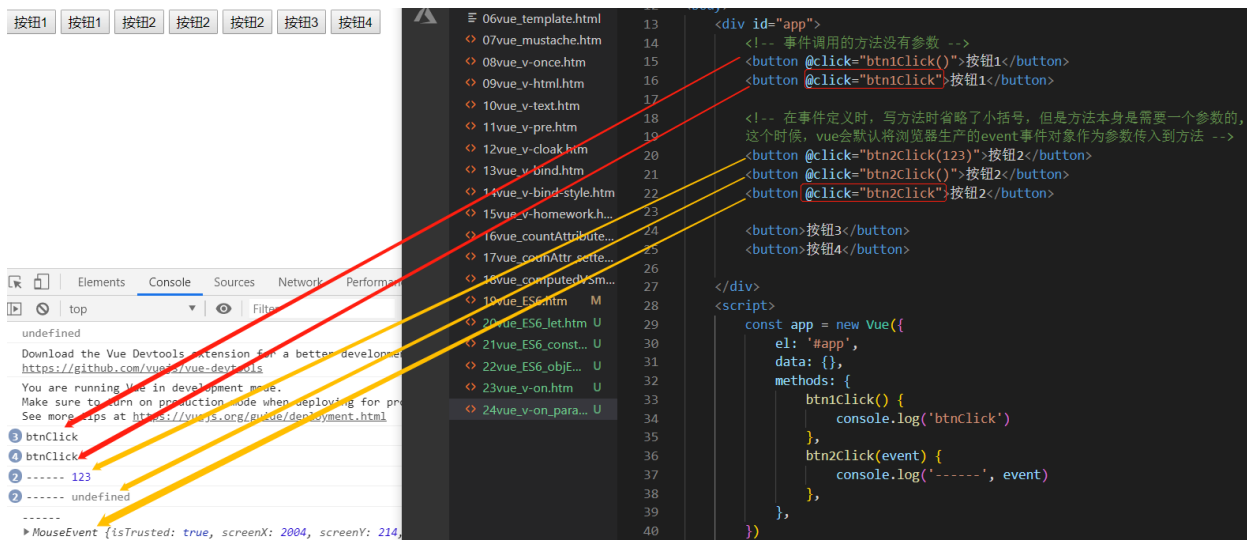 按钮1 按钮1 按钮2 按钮2 按钮2 按钮3 按钮4
Elements Console Sources Network Performan
top Filter
undefined
Download the Vue Devtools extension for a better developmen
https://github.com/vuejs/vue-devtools
You are running Vue in development mode.
Make sure to turn on production mode when deploying for pro
See more tips at https://vuejs.org/guide/deployment.html
3 btnClick
4 btnClick
2 ------ 123
2 ------ undefined
------
MouseEvent {isTrusted: true, screenX: 2004, screenY: 214,
06vue_template.html
07vue_mustache.htm
08vue_v-once.htm
09vue_v-html.htm
10vue_v-text.htm
11vue_v-pre.htm
12vue_v-cloak.htm
13vue_v-bind.htm
14vue_v-bind-style.htm
15vue_v-homework.h...
16vue_countAttribute...
17vue_counAttr_sette...
18vue_computedVSm...
19vue_ES6.htm M
20vue_ES6_let.htm U
21vue_ES6_const... U
22vue_ES6_objE... U
23vue_v-on.htm U
24vue_v-on_para... U
12 <body>
13 <div id="app">
14 <!-- 事件调用的方法没有参数 -->
15 <button @click="btn1Click()">按钮1</button>
16 <button @click="btn1Click">按钮1</button>
17
18 <!-- 在事件定义时，写方法时省略了小括号，但是方法本身是需要一个参数的，
19 这个时候，vue会默认将浏览器生产的event事件对象作为参数传入到方法 -->
20 <button @click="btn2Click(123)">按钮2</button>
21 <button @click="btn2Click()">按钮2</button>
22 <button @click="btn2Click">按钮2</button>
23
24 <button>按钮3</button>
25 <button>按钮4</button>
26
27 </div>
28 <script>
29 const app = new Vue({
30 el: '#app',
31 data: {},
32 methods: {
33 btn1Click() {
34 console.log('btnClick')
35 },
36 btn2Click(event) {
37 console.log('------', event)
38 },
39 },
40 })